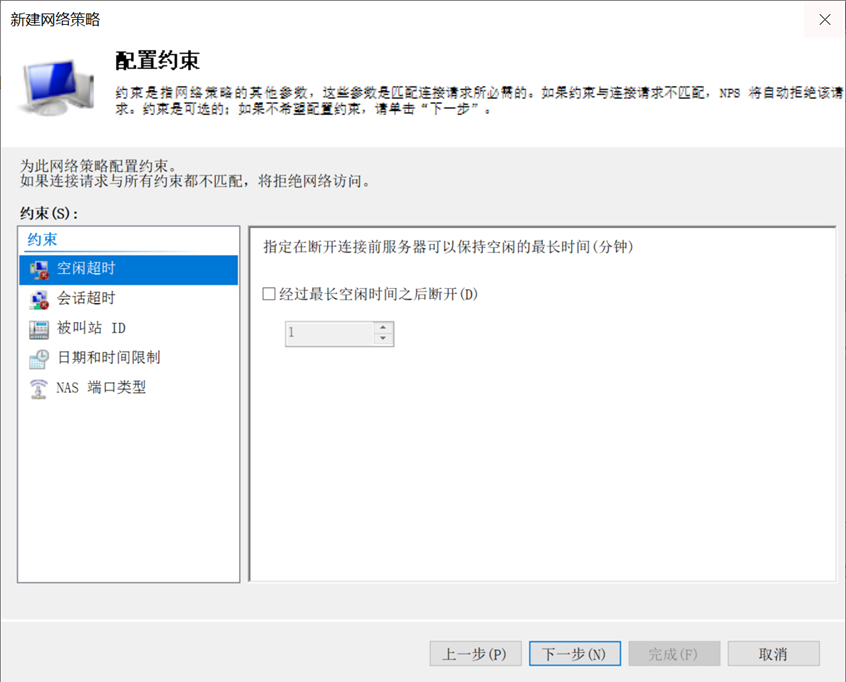 新建网络策略
配置约束
约束是指网络策略的其他参数，这些参数是匹配连接请求所必需的。如果约束与连接请求不匹配，NPS 将自动拒绝该请
求。约束是可选的；如果不希望配置约束，请单击“下一步”。
为此网络策略配置约束。
如果连接请求与所有约束都不匹配，将拒绝网络访问。
约束(S):
约束
空闲超时
会话超时
被叫站 ID
日期和时间限制
NAS 端口类型
指定在断开连接前服务器可以保持空闲的最长时间(分钟)
经过最长空闲时间之后断开(D)
1
上一步(P)
下一步(N)
完成(F)
取消